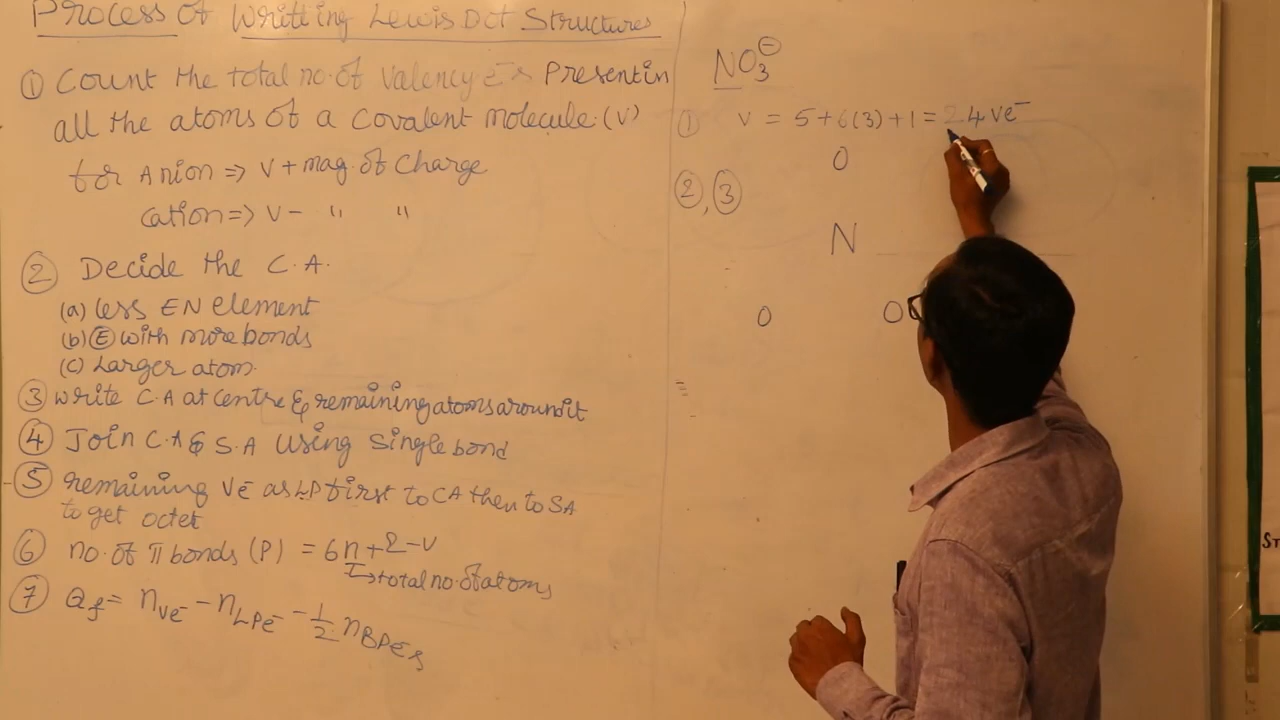 Process of Writting Lewis Dot Structures
① Count the total no. of Valency e⁻s Present in
all the atoms of a Covalent molecule. (V)
for Anion ⇒ V + mag. of Charge
Cation ⇒ V - " "
② Decide the C.A.
(a) Less EN element
(b) Ⓔ with more bonds
(c) Larger atom.
③ Write C.A at Centre & remaining atoms around it
④ Join C.A & S.A Using Single bond
⑤ remaining Ve⁻ as LP first to CA then to SA
to get octet
⑥ no. of π bonds (P) = 6n+2-V
↳ total no. of atoms
⑦ Q_f = n_Ve⁻ - n_LPe⁻ - 1/2 n_BPe⁻s
NO₃⊖
① V = 5+6(3)+1 = 24 Ve⁻
O
②, ③
N
O O
St